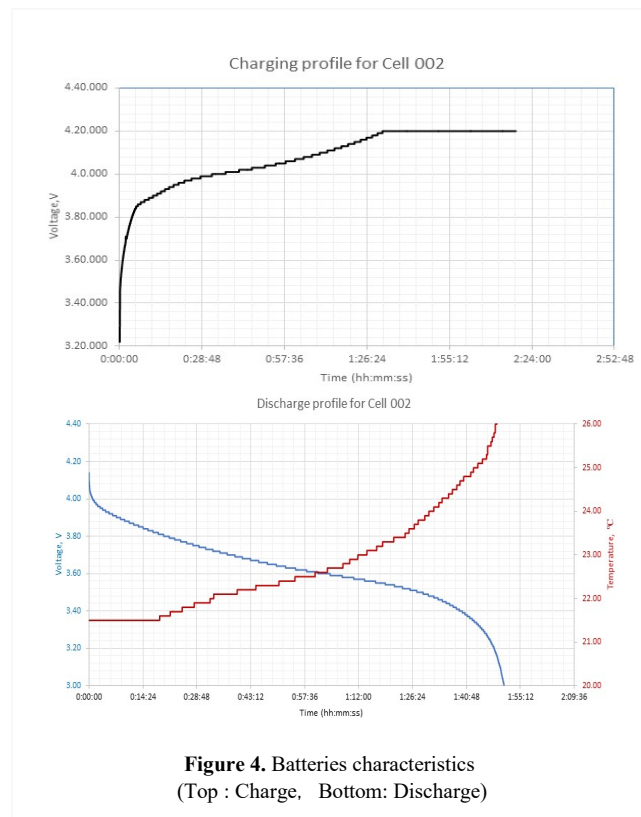 Charging profile for Cell 002
4.40.000
4.20.000
4.0.000
3.80.000
3.60.000
3.40.000
3.20.000
Voltage,V
0:00:00 0:28:48 0:57:36 1:26:24 1:55:12 2:24:00 2:52:48
Time (hh:mm:ss)
Discharge profile for Cell 002
4.40 26.00
4.20 25.00
4.00 24.00
3.80 23.00
3.60 22.00
3.40 21.00
3.20 20.00
3.00
Voltage, V
Temperature, °C
0:00:00 0:14:24 0:28:48 0:43:12 0:57:36 1:12:00 1:26:24 1:40:48 1:55:12 2:09:36
Time (hh:mm:ss)
Figure 4. Batteries characteristics
(Top : Charge, Bottom: Discharge)